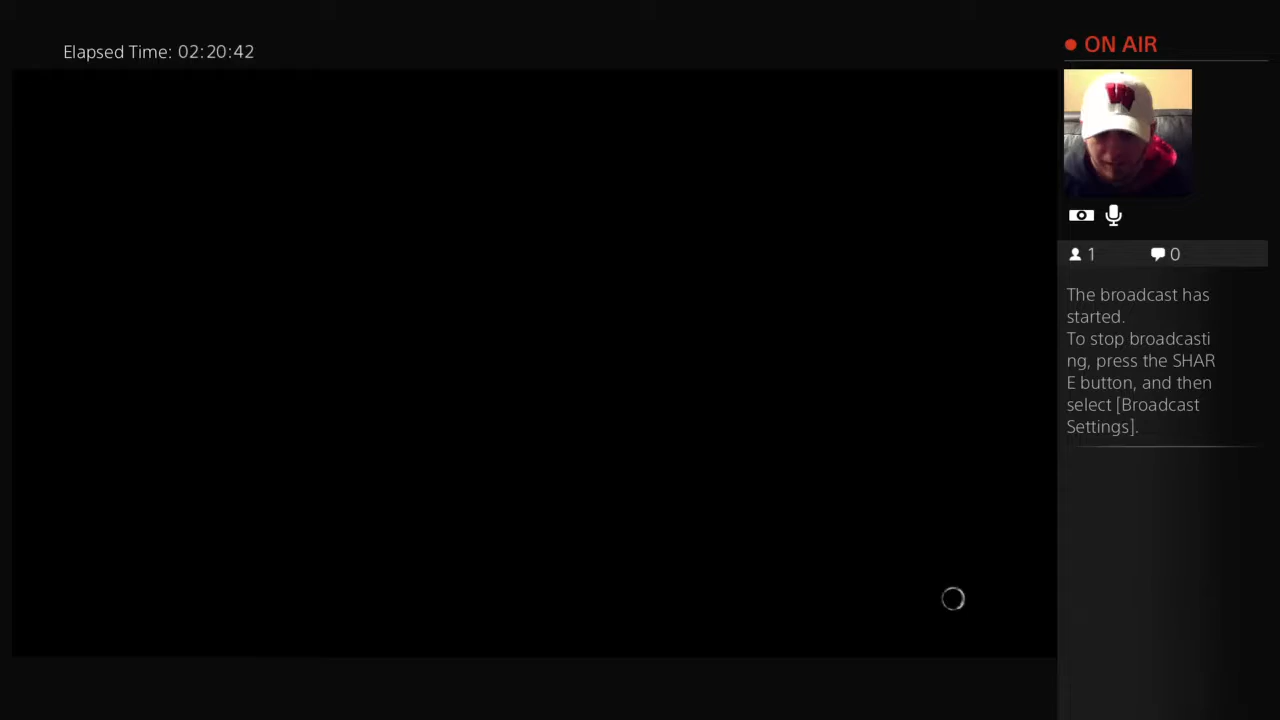 Elapsed Time: 02:20:42
ON AIR
W
1
0
The broadcast has
started.
To stop broadcasti
ng, press the SHAR
E button, and then
select [Broadcast
Settings].